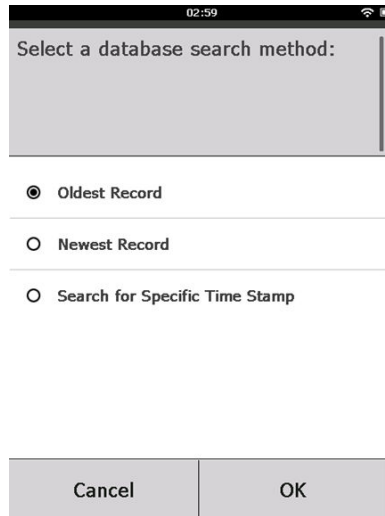 02:59
Select a database search method:
Oldest Record
Newest Record
Search for Specific Time Stamp
Cancel
OK